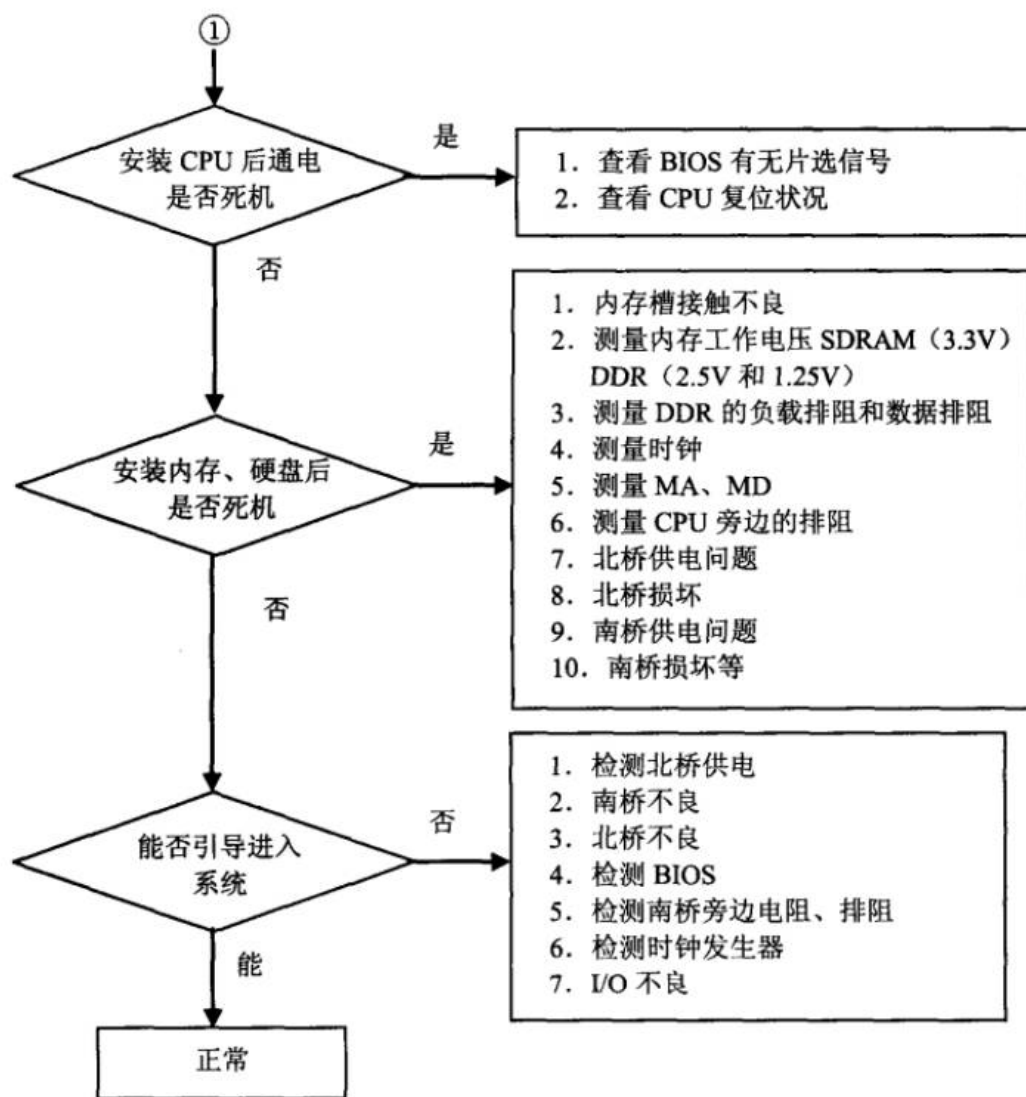 ①
安装 CPU 后通电
是否死机
是
1．查看 BIOS 有无片选信号
2．查看 CPU 复位状况
否
安装内存、硬盘后
是否死机
是
1．内存槽接触不良
2．测量内存工作电压 SDRAM（3.3V）
DDR（2.5V 和 1.25V）
3．测量 DDR 的负载排阻和数据排阻
4．测量时钟
5．测量 MA、MD
6．测量 CPU 旁边的排阻
7．北桥供电问题
8．北桥损坏
9．南桥供电问题
10．南桥损坏等
否
能否引导进入
系统
否
1．检测北桥供电
2．南桥不良
3．北桥不良
4．检测 BIOS
5．检测南桥旁边电阻、排阻
6．检测时钟发生器
7．I/O 不良
能
正常